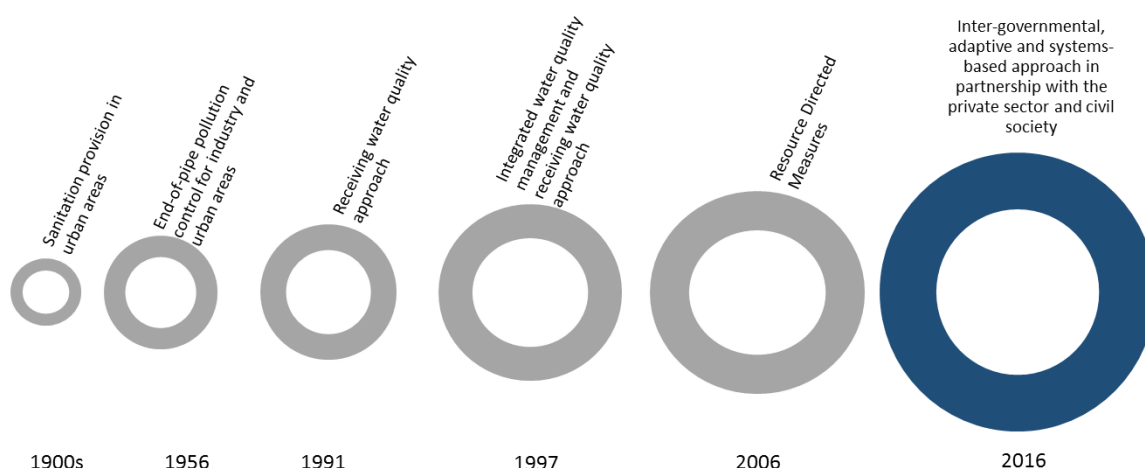 Sanitation provision in
urban areas
End-of-pipe pollution
control for industry and
urban areas
Receiving water quality
approach
Integrated water quality
management and
receiving water quality
approach
Resource Directed
Measures
Inter-governmental,
adaptive and systems-
based approach in
partnership with the
private sector and civil
society
1900s
1956
1991
1997
2006
2016